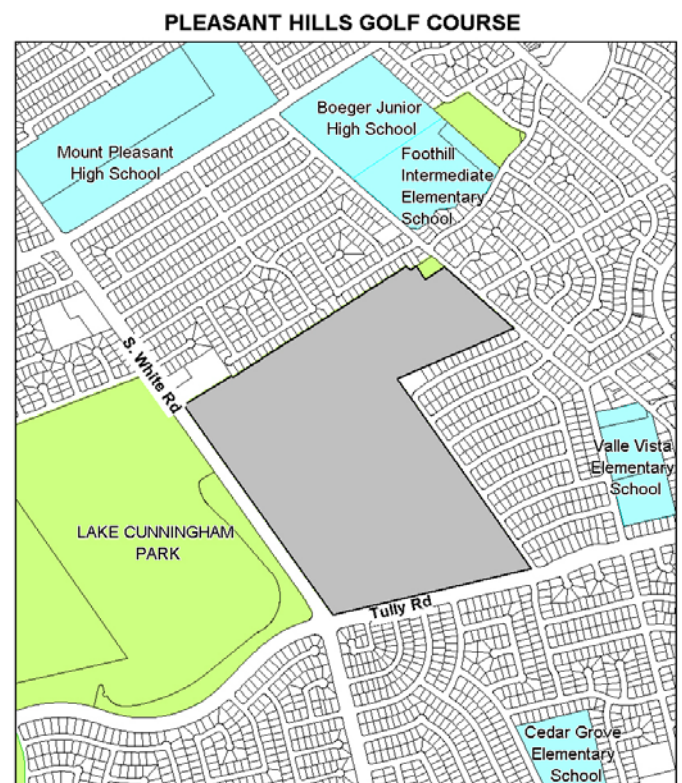 PLEASANT HILLS GOLF COURSE
Boeger Junior
High School
Mount Pleasant
High School
Foothill
Intermediate
Elementary
School
S. White Rd
Valle Vista
Elementary
School
LAKE CUNNINGHAM
PARK
Tully Rd
Cedar Grove
Elementary
School